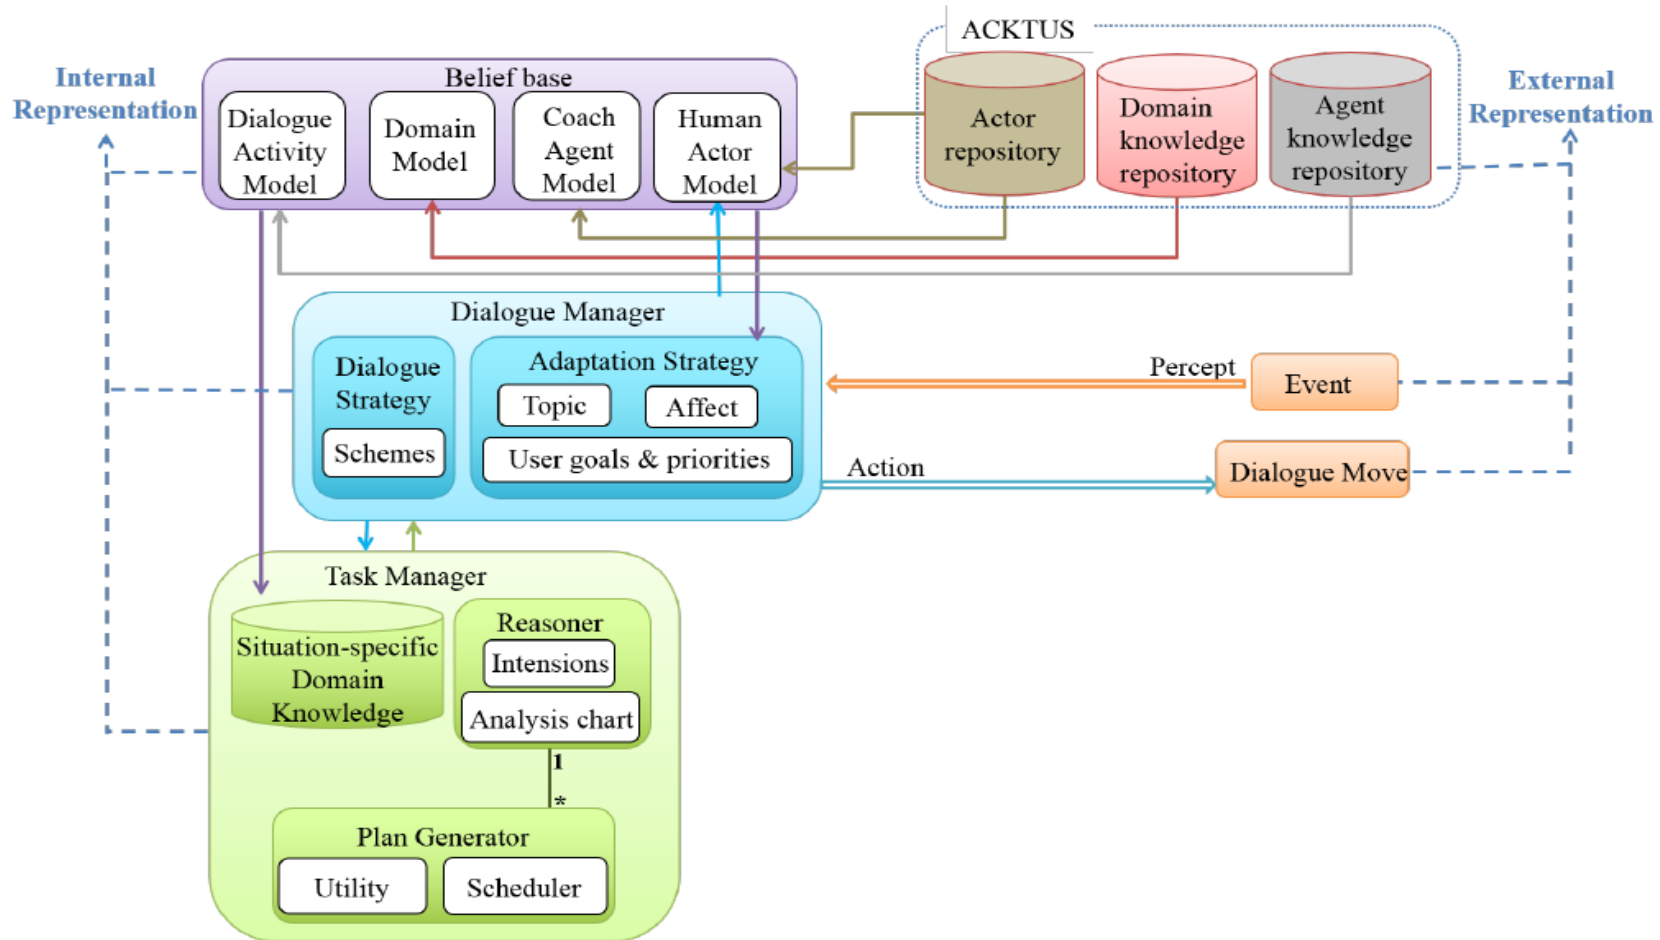 ACKTUS
Internal
Representation
Belief base
Dialogue
Activity
Model
Domain
Model
Coach
Agent
Model
Human
Actor
Model
Actor
repository
Domain
knowledge
repository
Agent
knowledge
repository
External
Representation
Dialogue Manager
Dialogue
Strategy
Schemes
Adaptation Strategy
Topic
Affect
User goals & priorities
Percept
Event
Action
Dialogue Move
Task Manager
Situation-specific
Domain
Knowledge
Reasoner
Intensions
Analysis chart
1
*
Plan Generator
Utility
Scheduler